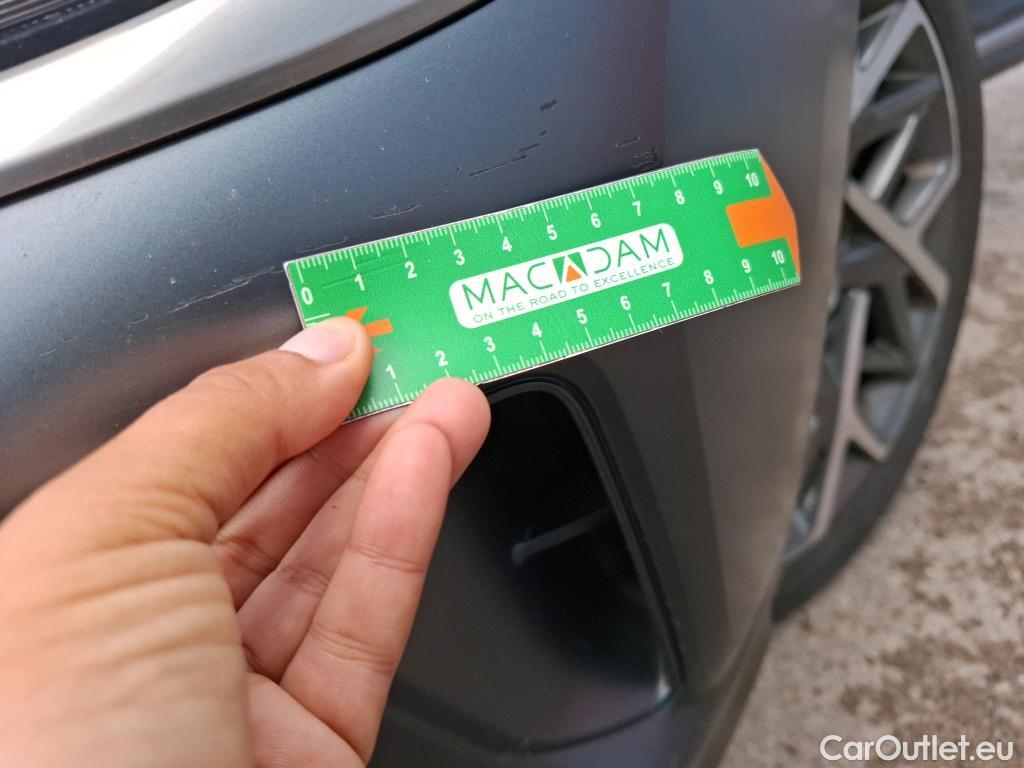 0 1 2 3 4 5 6 7 8 9 10
MACADAM
ON THE ROAD TO EXCELLENCE
1 2 3 4 5 6 7 8 9 10
CarOutlet.eu